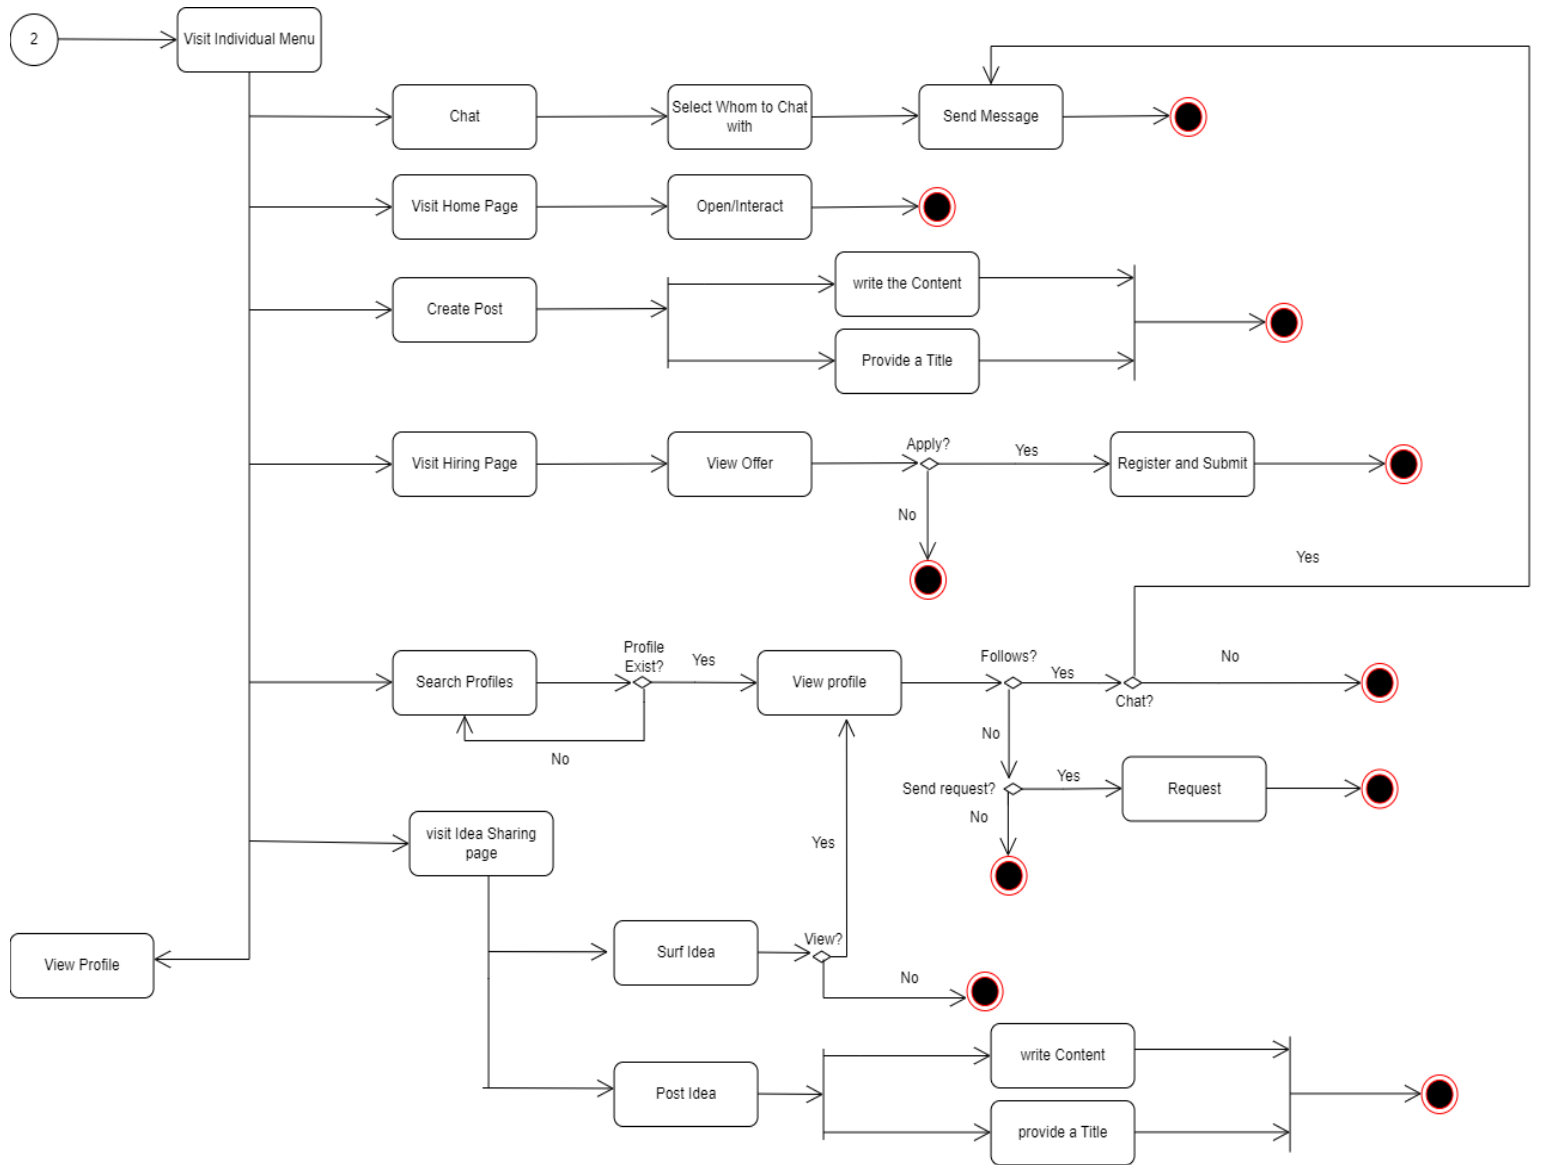 2
Visit Individual Menu
Chat
Select Whom to Chat
with
Send Message
Visit Home Page
Open/Interact
Create Post
write the Content
Provide a Title
Visit Hiring Page
View Offer
Apply?
Yes
Register and Submit
No
Yes
Search Profiles
Profile
Exist?
Yes
No
View profile
Follows?
Yes
Chat?
No
No
Send request?
Yes
Request
No
visit Idea Sharing
page
Yes
View Profile
Surf Idea
View?
No
Post Idea
write Content
provide a Title